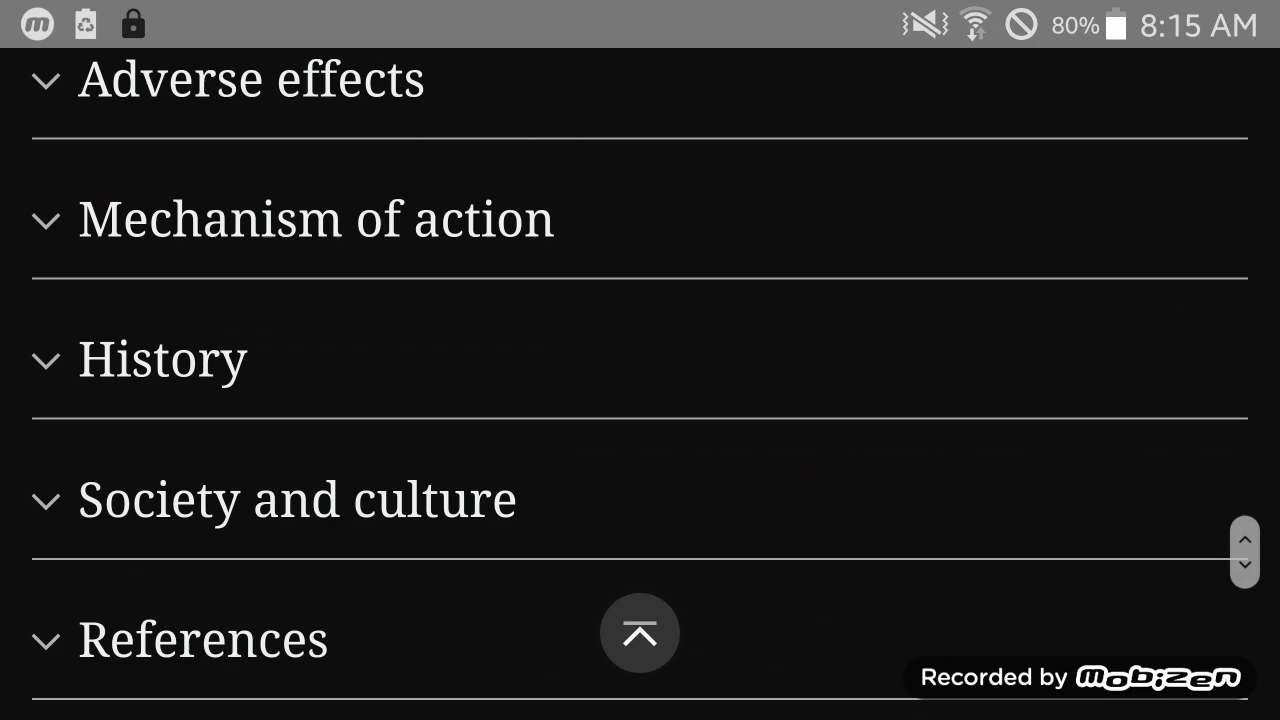 80% 8:15 AM
Adverse effects
Mechanism of action
History
Society and culture
References
Recorded by mobizen